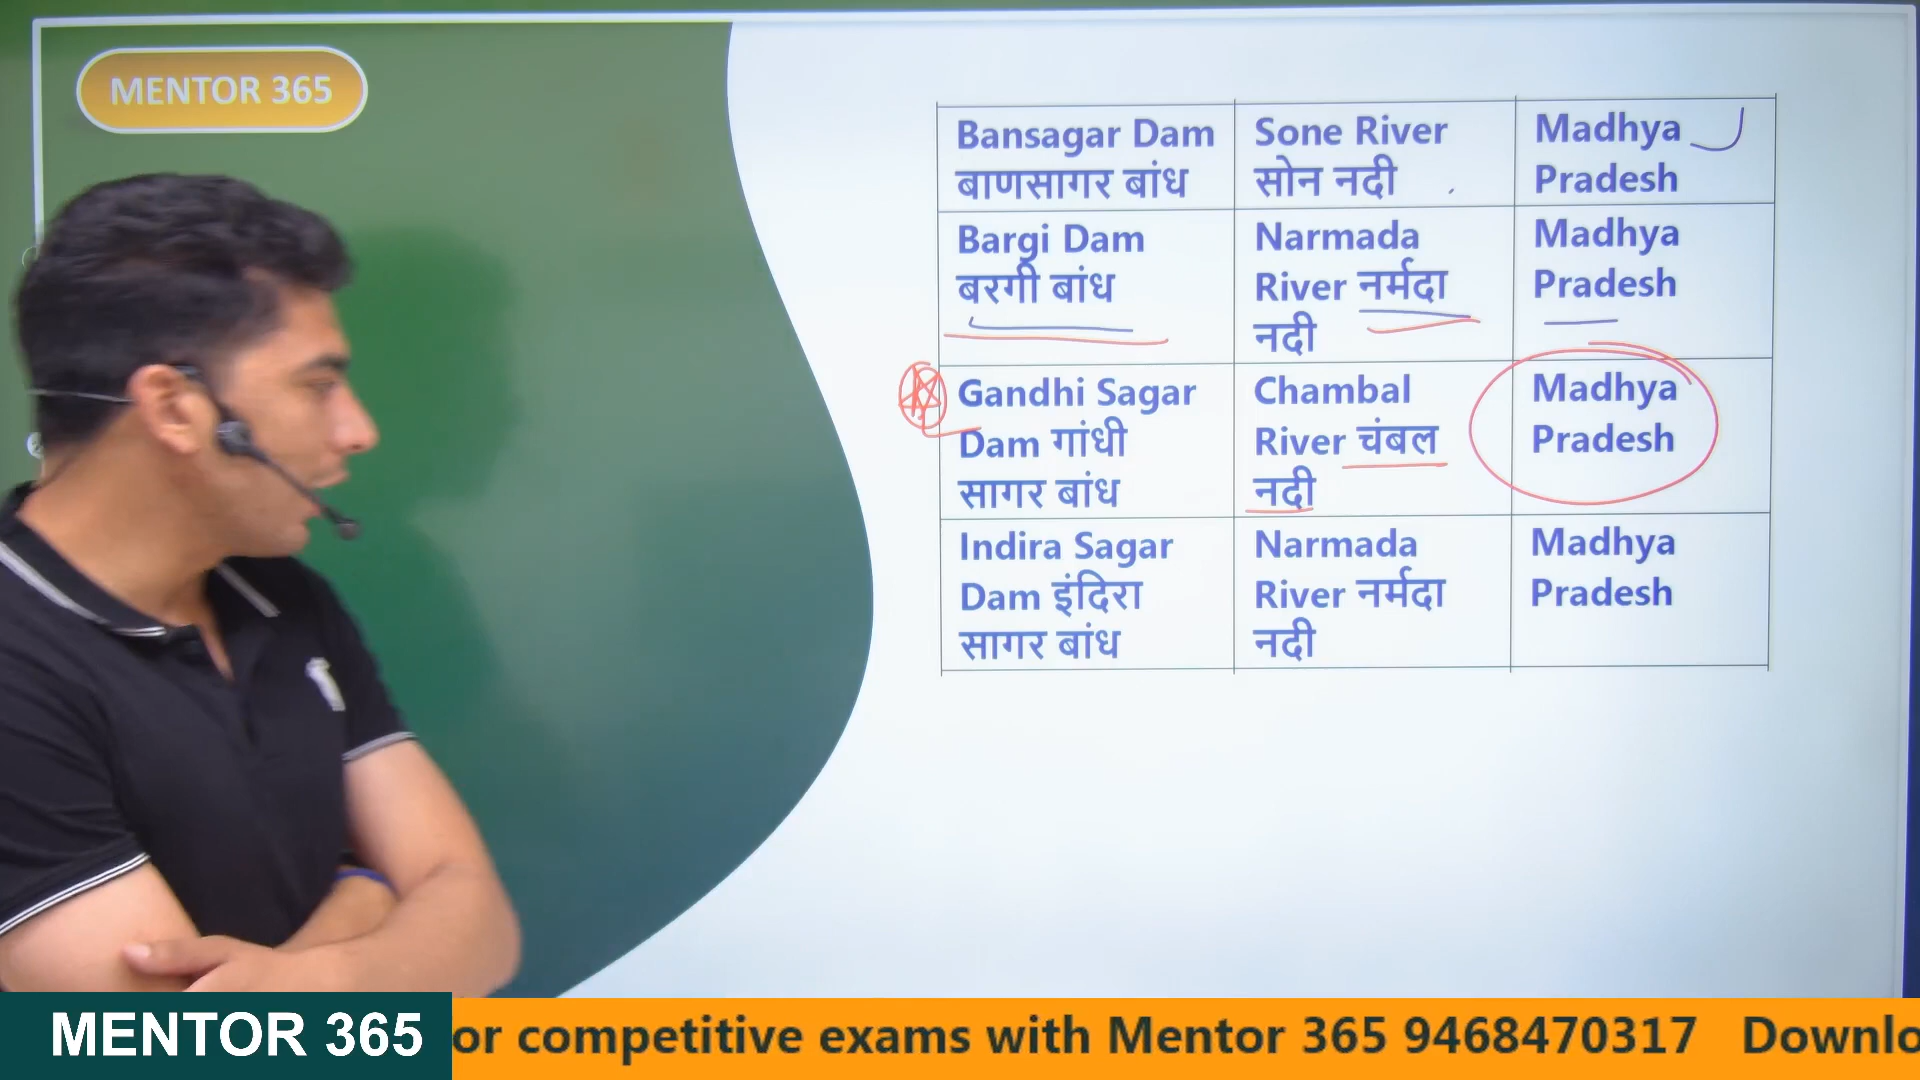 MENTOR 365
Bansagar Dam
बाणसागर बांध
Sone River
सोन नदी
Madhya
Pradesh
Bargi Dam
बरगी बांध
Narmada
River नर्मदा
नदी
Madhya
Pradesh
Gandhi Sagar
Dam गांधी
सागर बांध
Chambal
River चंबल
नदी
Madhya
Pradesh
Indira Sagar
Dam इंदिरा
सागर बांध
Narmada
River नर्मदा
नदी
Madhya
Pradesh
MENTOR 365
or competitive exams with Mentor 365 9468470317 Downlo